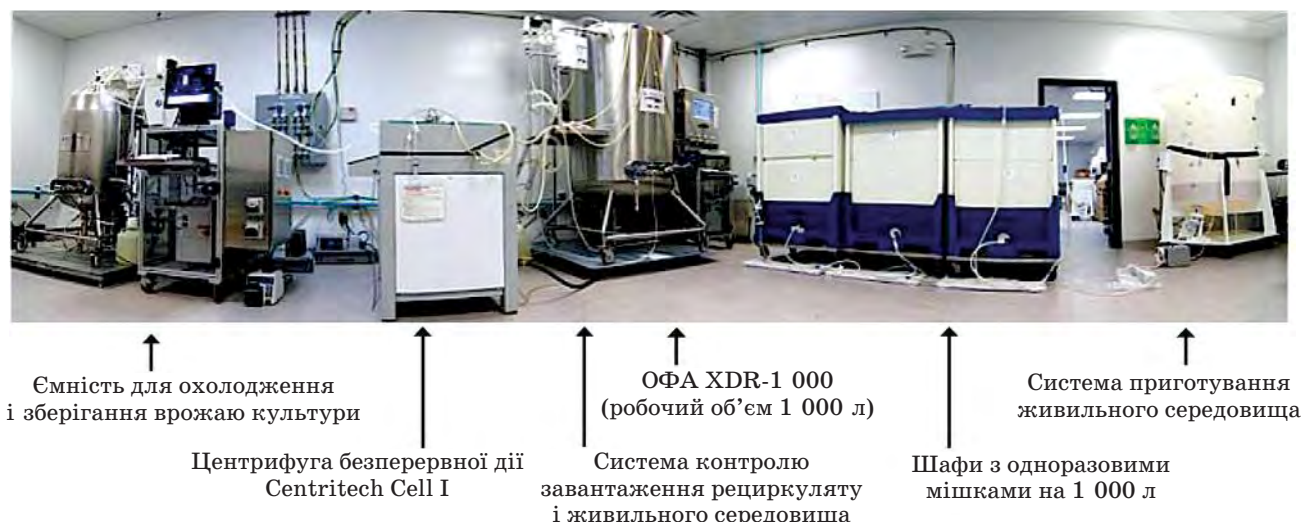 Ємність для охолодження
і зберігання врожаю культури
Центрифуга безперервної дії
Centritech Cell I
Система контролю
завантаження рециркуляту
і живильного середовища
ОФА XDR-1 000
(робочий об’єм 1 000 л)
Шафи з одноразовими
мішками на 1 000 л
Система приготування
живильного середовища